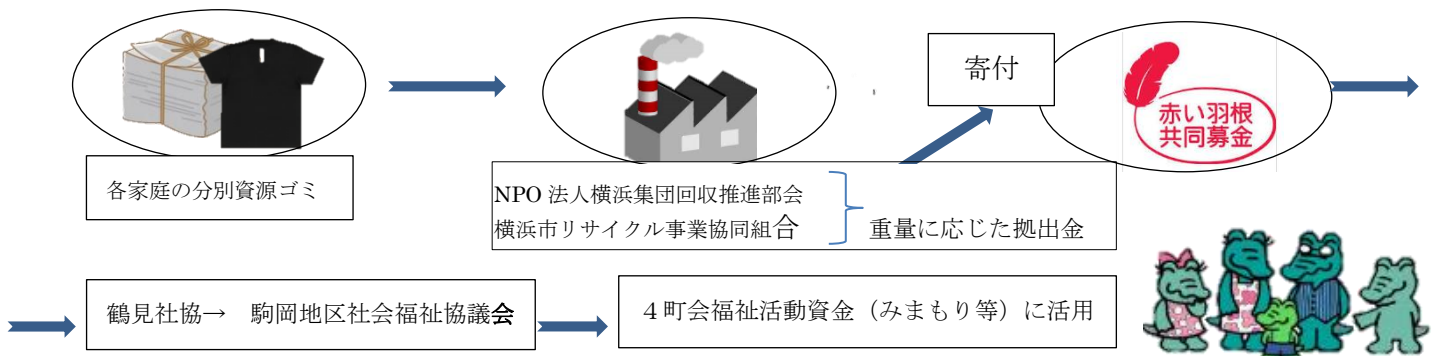 各家庭の分別資源ゴミ
NPO 法人横浜集団回収推進部会
横浜市リサイクル事業協同組合
重量に応じた拠出金
寄付
赤い羽根
共同募金
鶴見社協→ 駒岡地区社会福祉協議会
４町会福祉活動資金（みまもり等）に活用